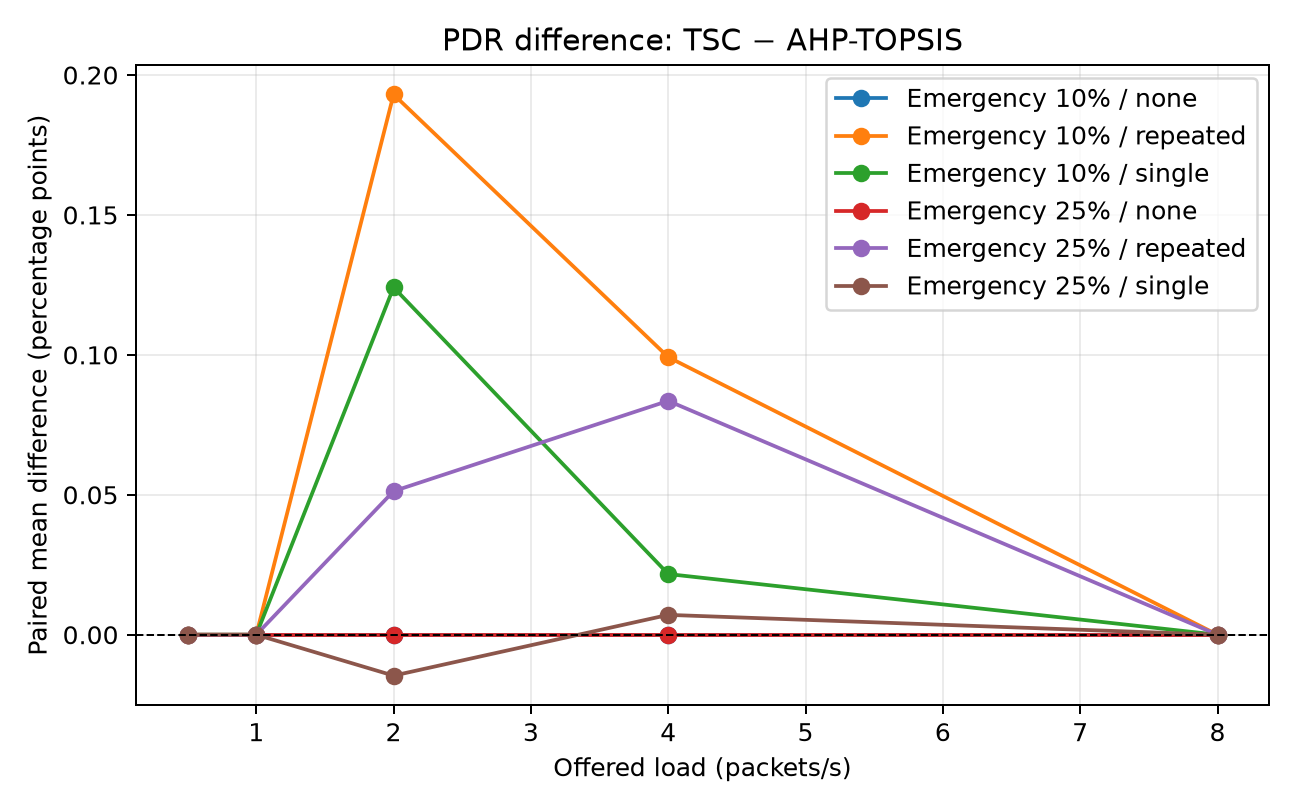 PDR difference: TSC − AHP-TOPSIS
Paired mean difference (percentage points)
0.20
0.15
0.10
0.05
0.00
Emergency 10% / none
Emergency 10% / repeated
Emergency 10% / single
Emergency 25% / none
Emergency 25% / repeated
Emergency 25% / single
1 2 3 4 5 6 7 8
Offered load (packets/s)